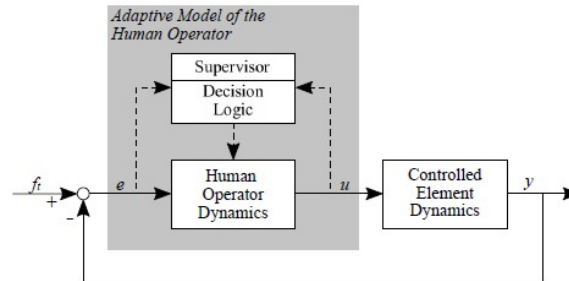 Adaptive Model of the
Human Operator
Supervisor
Decision
Logic
fₜ
+
-
e
Human
Operator
Dynamics
u
Controlled
Element
Dynamics
y